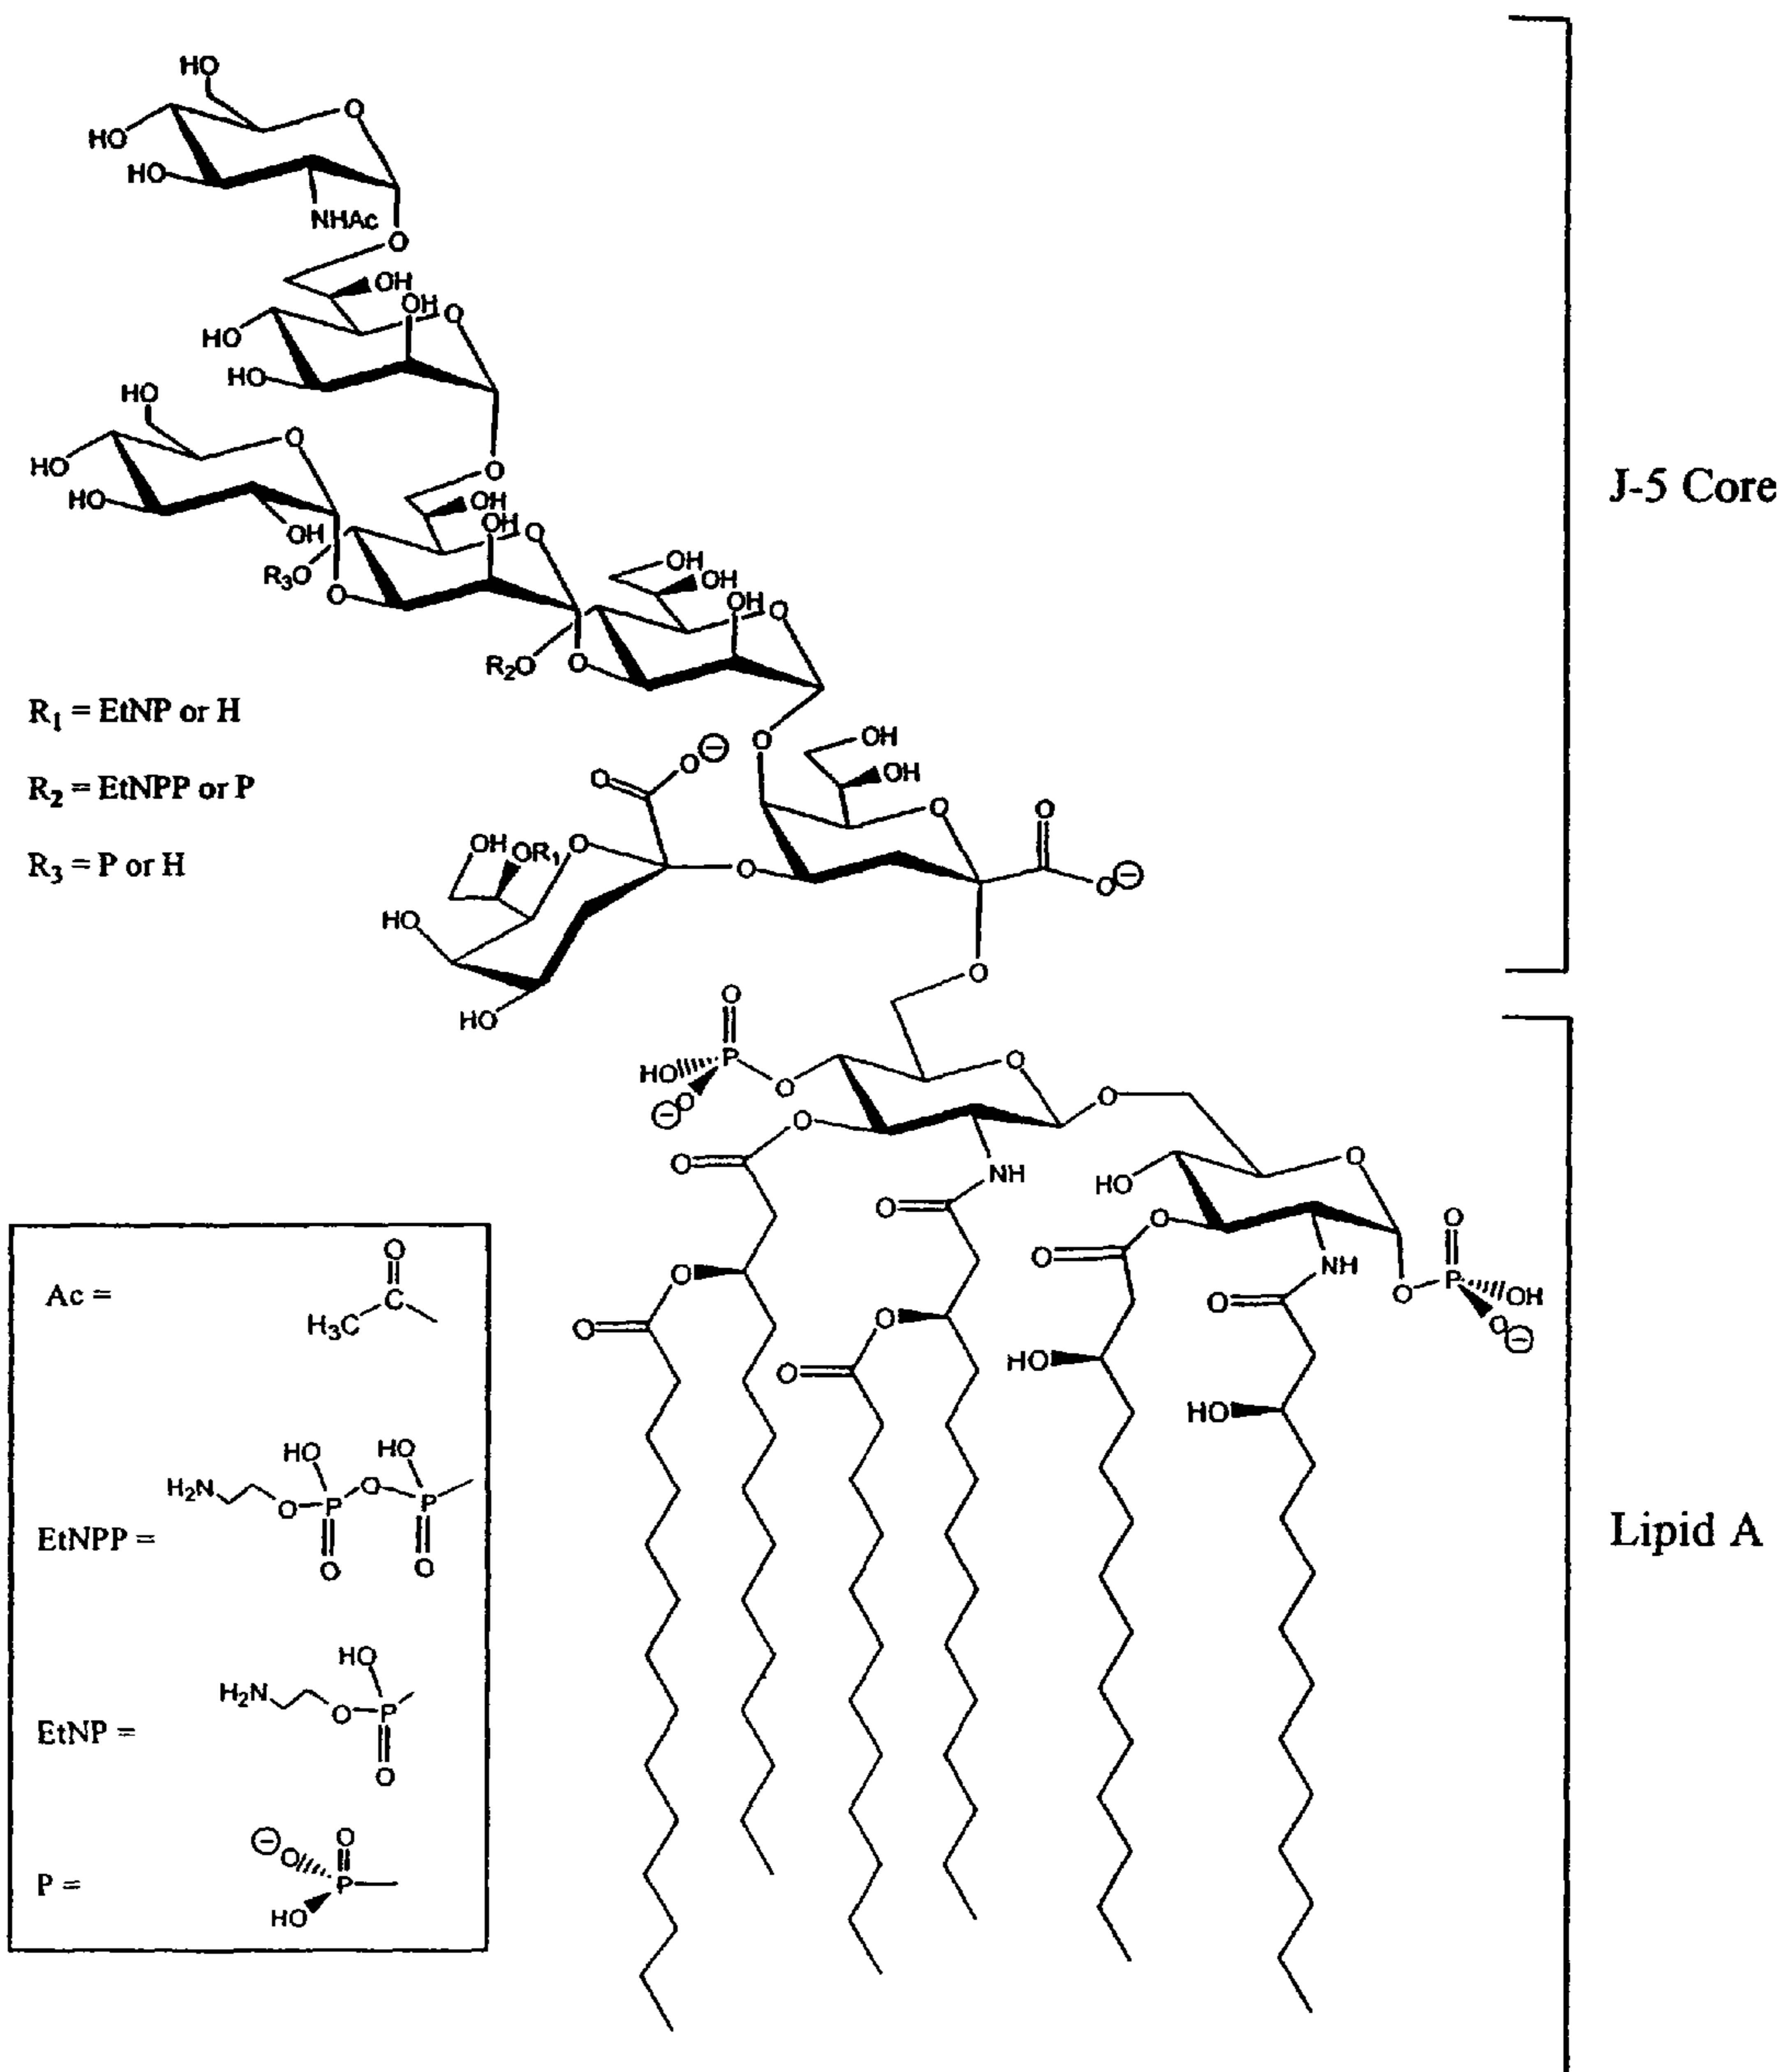 HO
O
HO
HO
NHAc
O
OH
OH
O
HO
HO
HO
O
O
HO
HO
OH
OH
O
OH
R₃O
O
OH
OH
OH
O
R₂O
O
J-5 Core
R₁ = EtNP or H
R₂ = EtNPP or P
R₃ = P or H
O
O⊖
O
OH
OH
O
O
OH
OR₁
O
O
O⊖
HO
HO
O
O
HO
P
O
O⊖
O
O
O
O
NH
O
HO
O
O
O
NH
O
O
P
OH
O⊖
O
O
O
O
HO
O
O
HO
Lipid A
Ac =
O
H₃C
C
EtNPP =
H₂N
O
HO
P
O
O
HO
P
O
EtNP =
H₂N
O
HO
P
O
P =
⊖O
O
P
HO